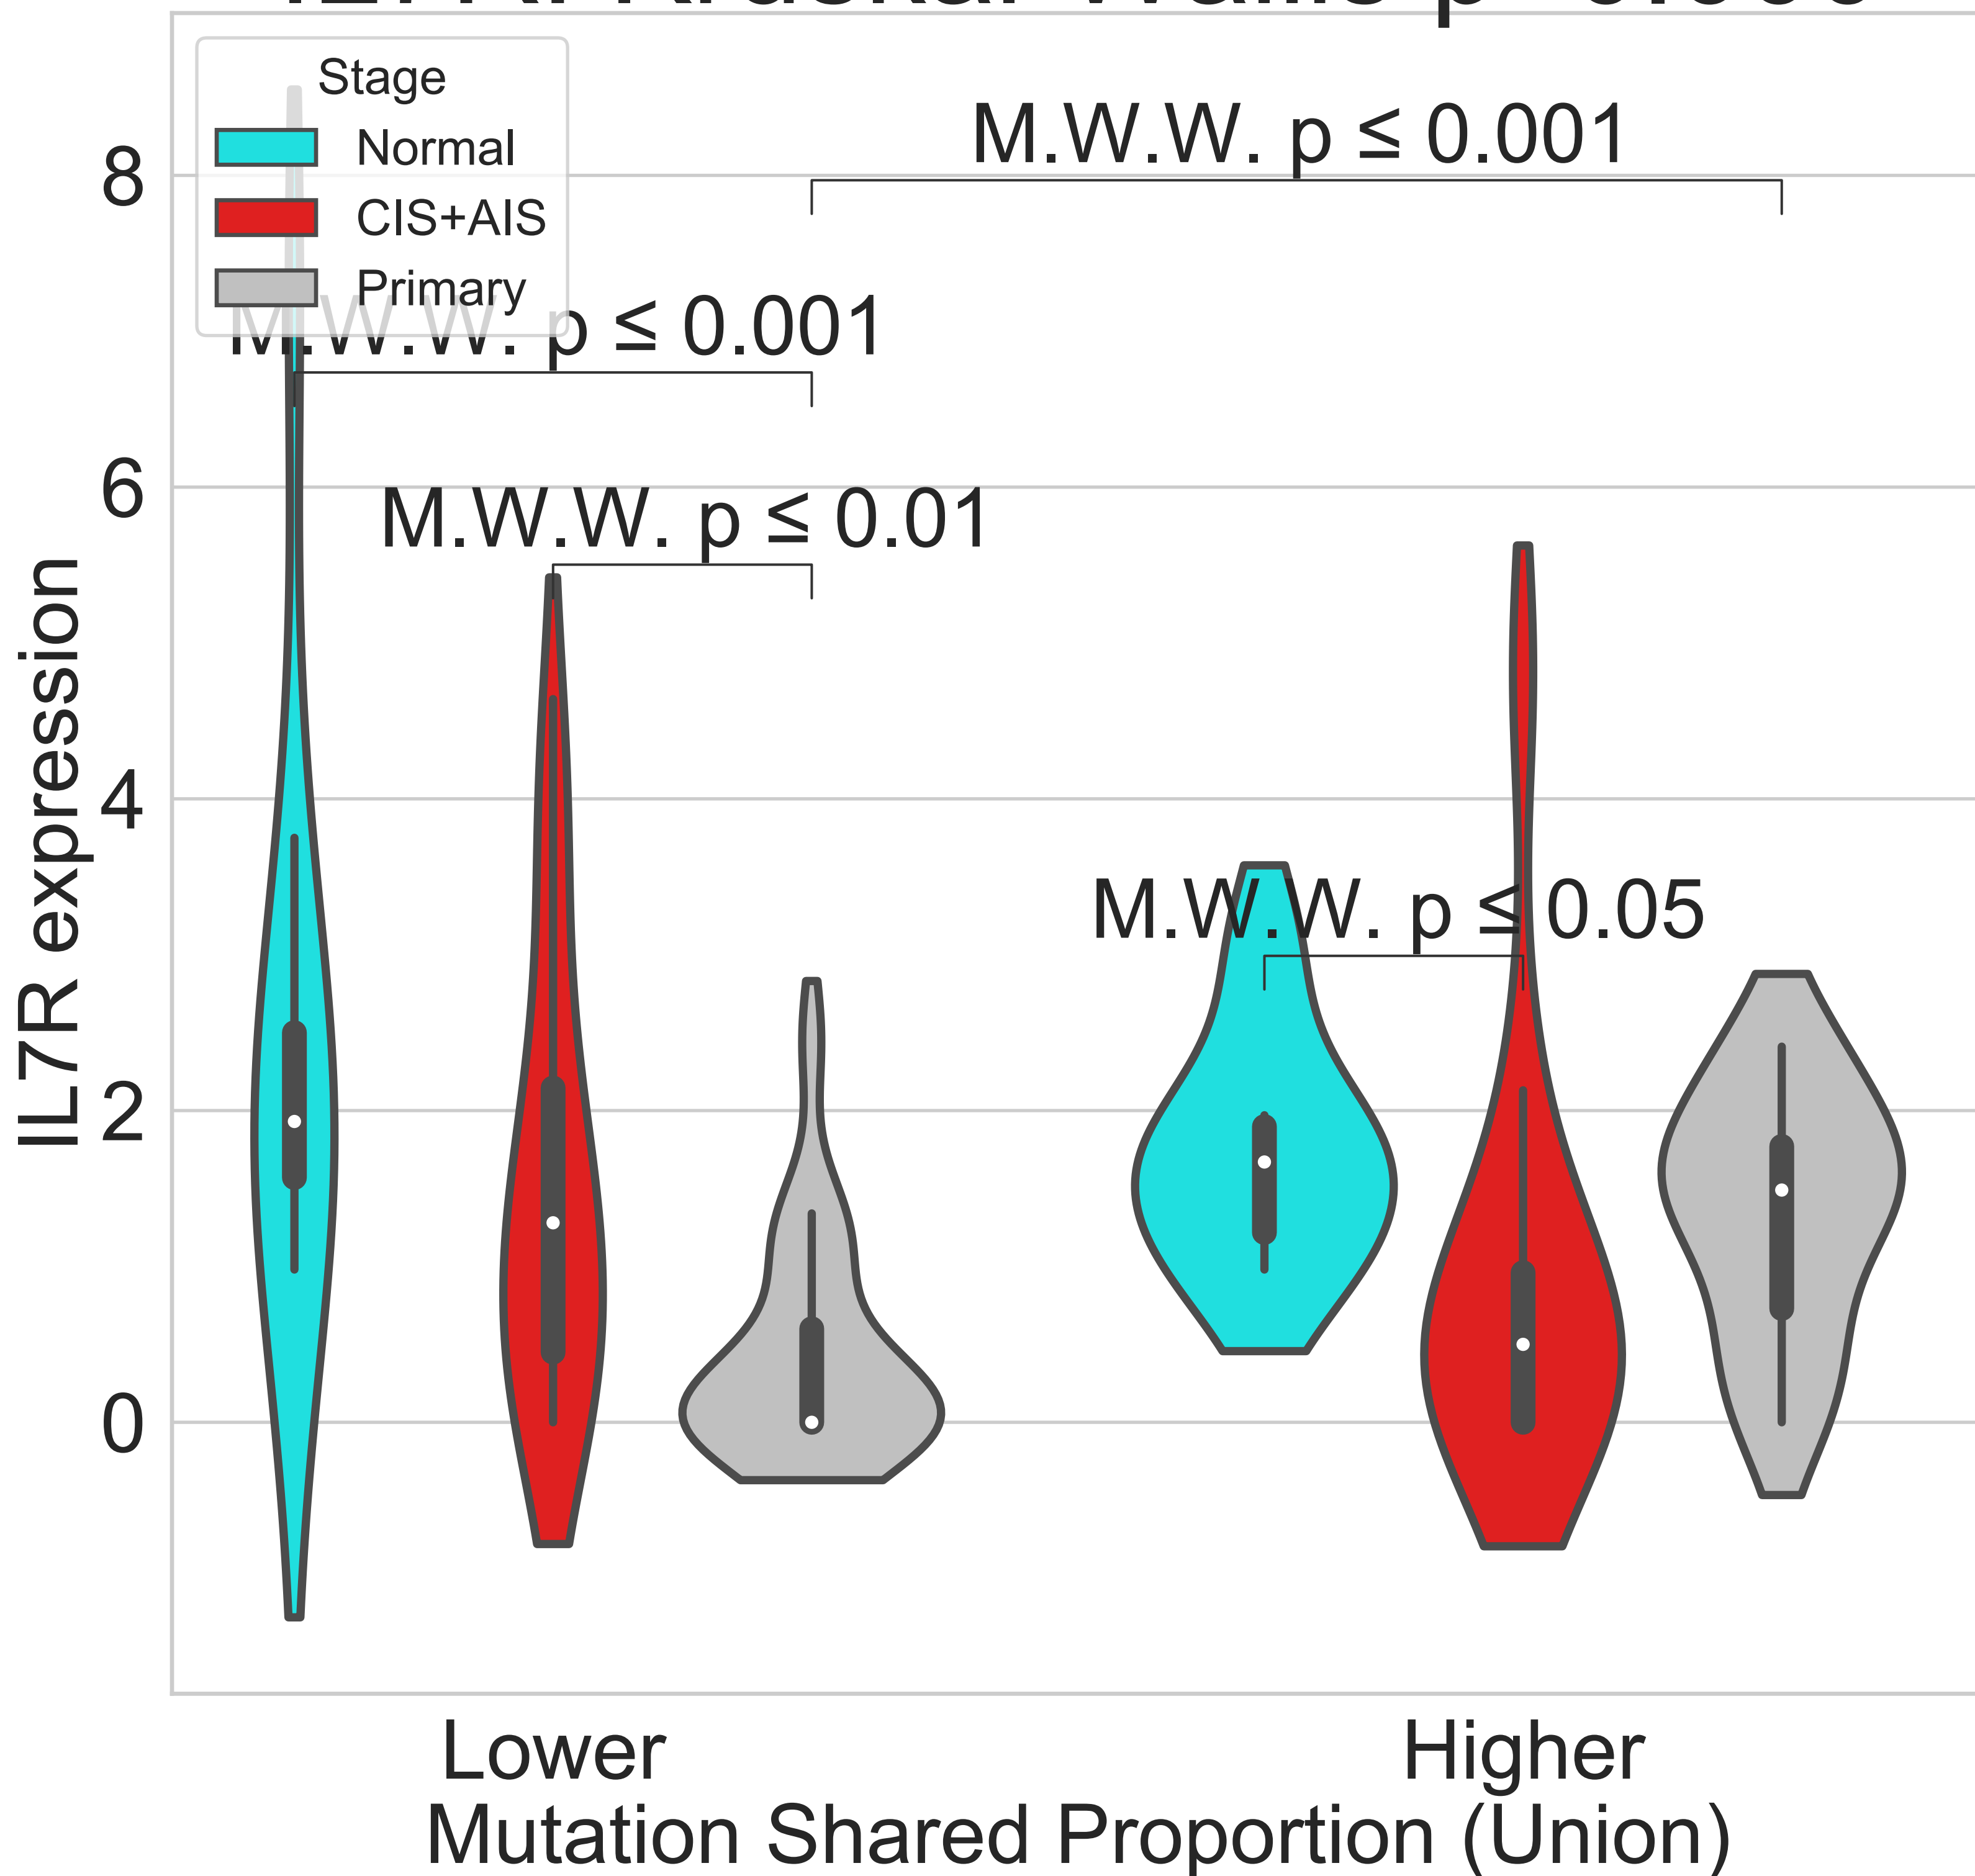 Stage
Normal
CIS+AIS
Primary
M.W.W. p ≤ 0.001
M.W.W. p ≤ 0.001
M.W.W. p ≤ 0.01
M.W.W. p ≤ 0.05
8
6
4
2
0
IL7R expression
Lower
Higher
Mutation Shared Proportion (Union)